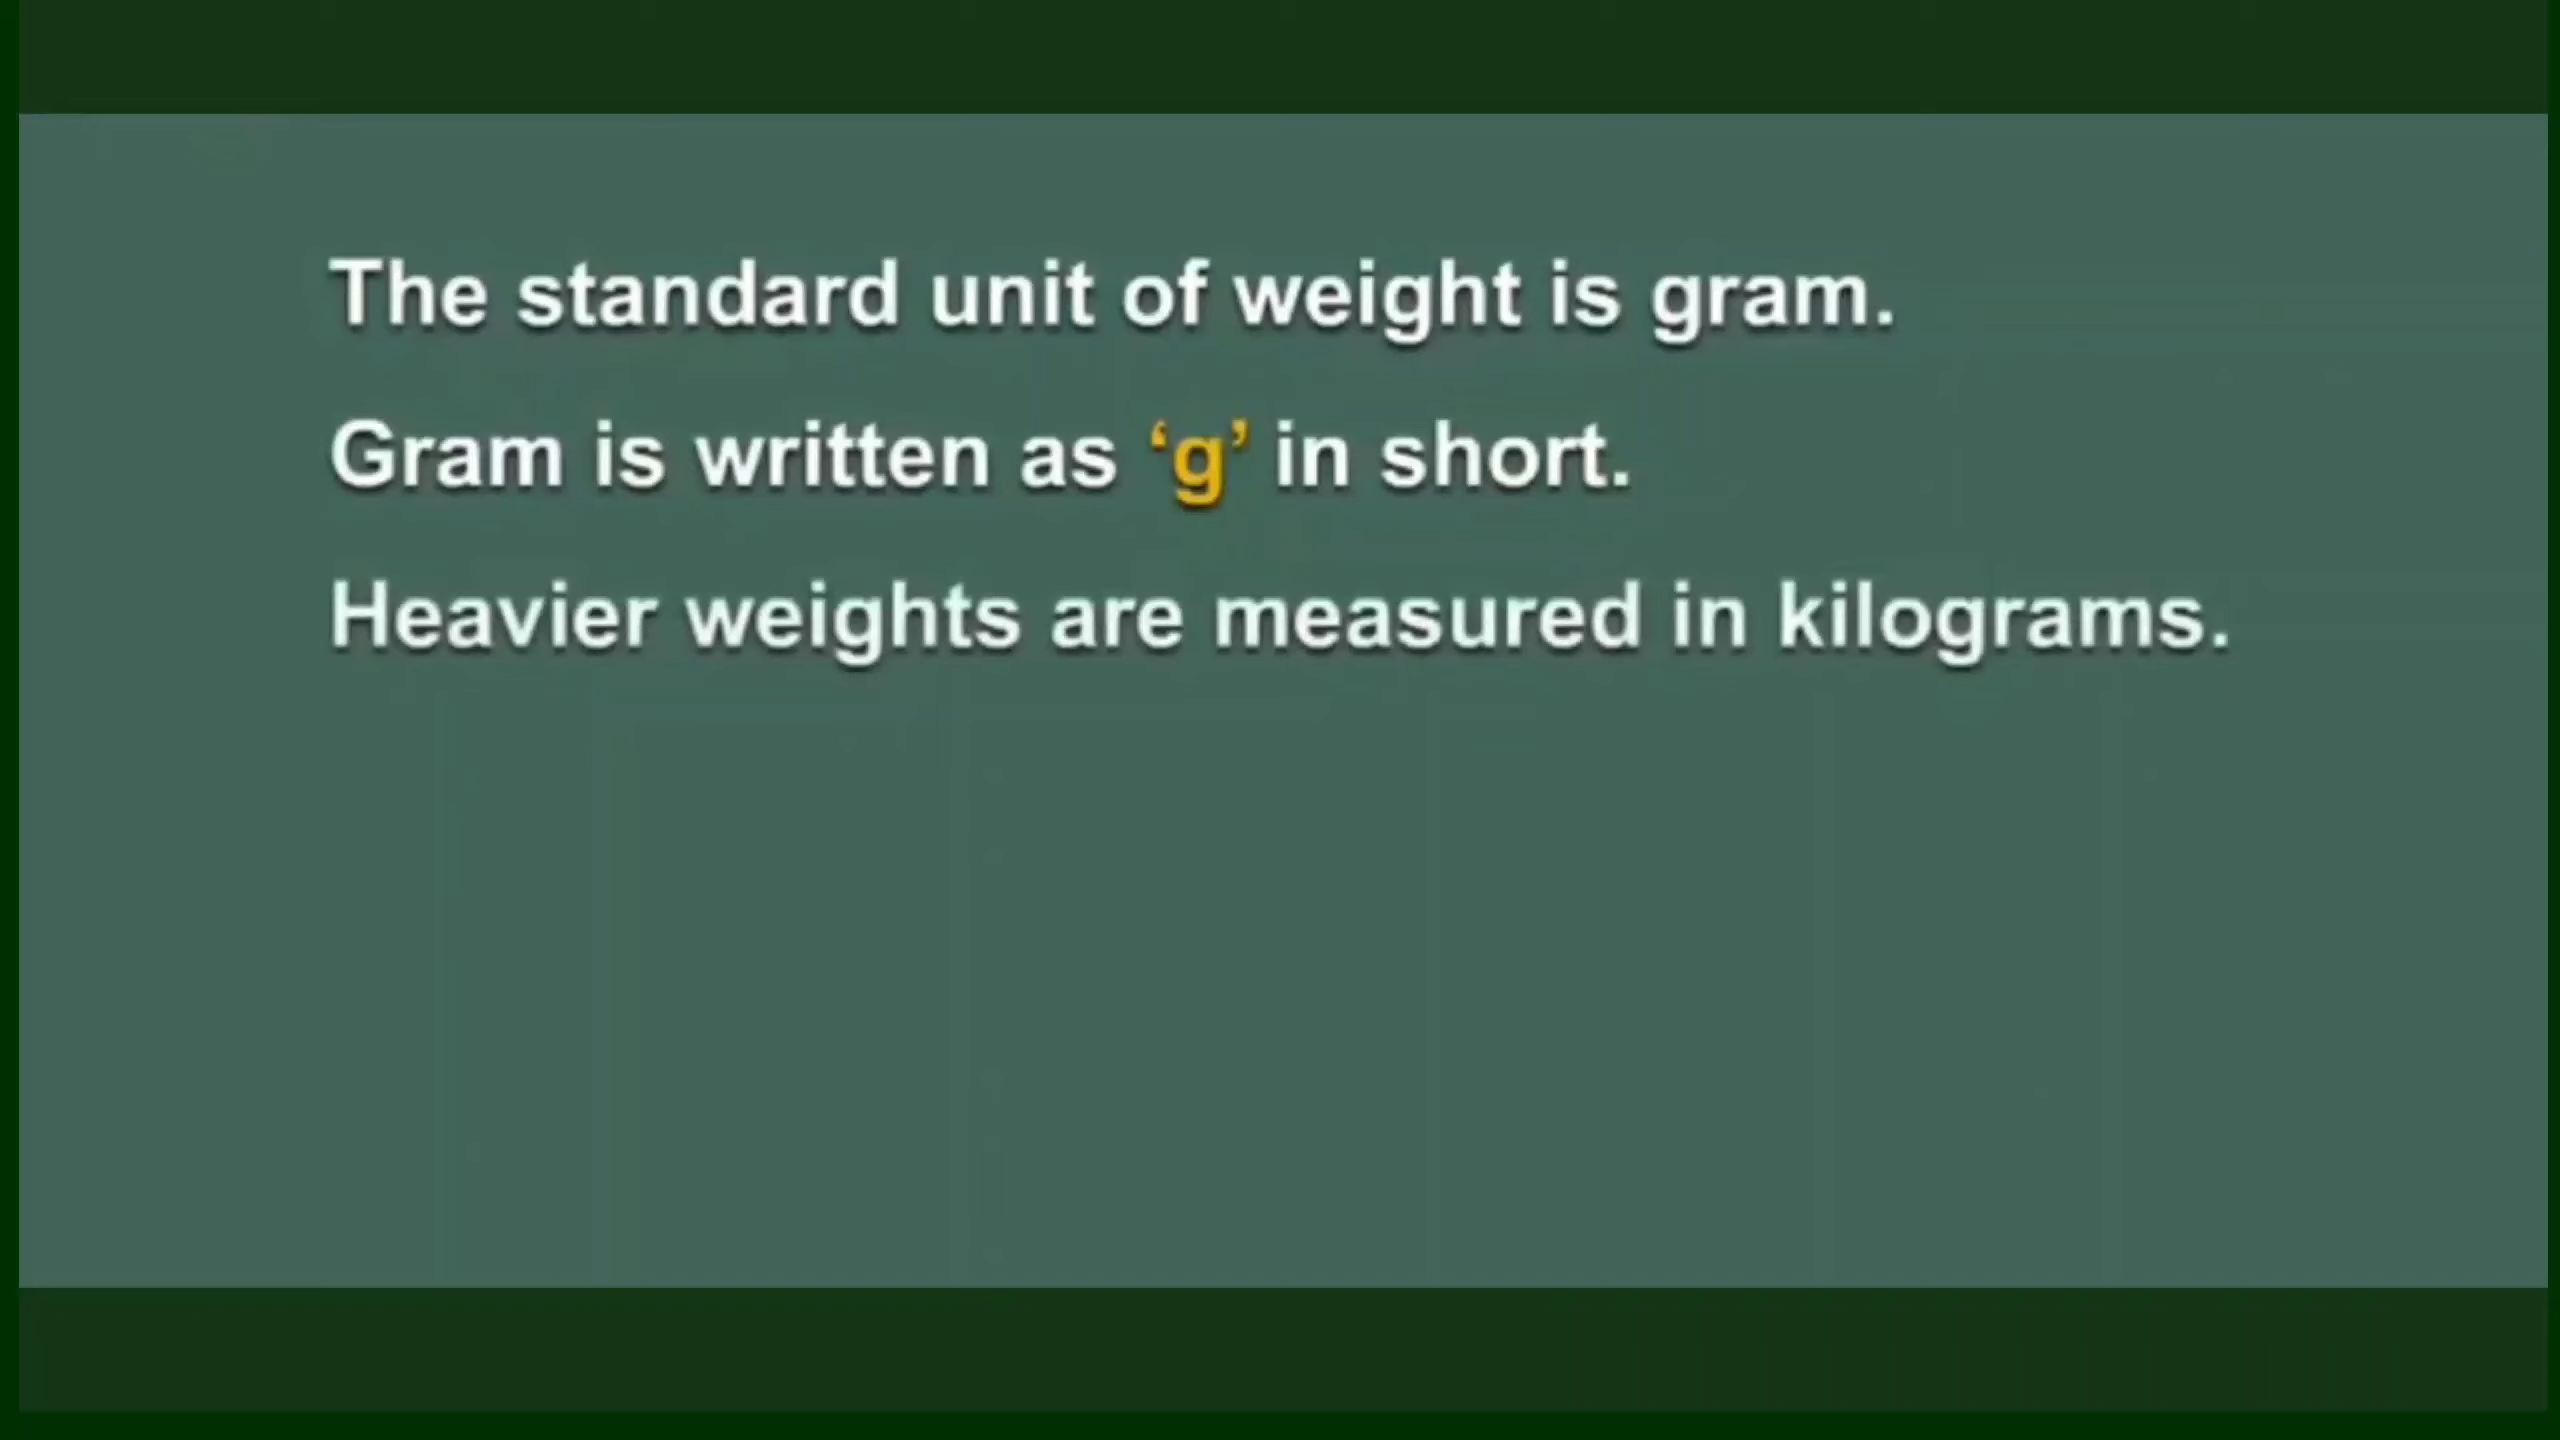 The standard unit of weight is gram.
Gram is written as ‘g’ in short.
Heavier weights are measured in kilograms.